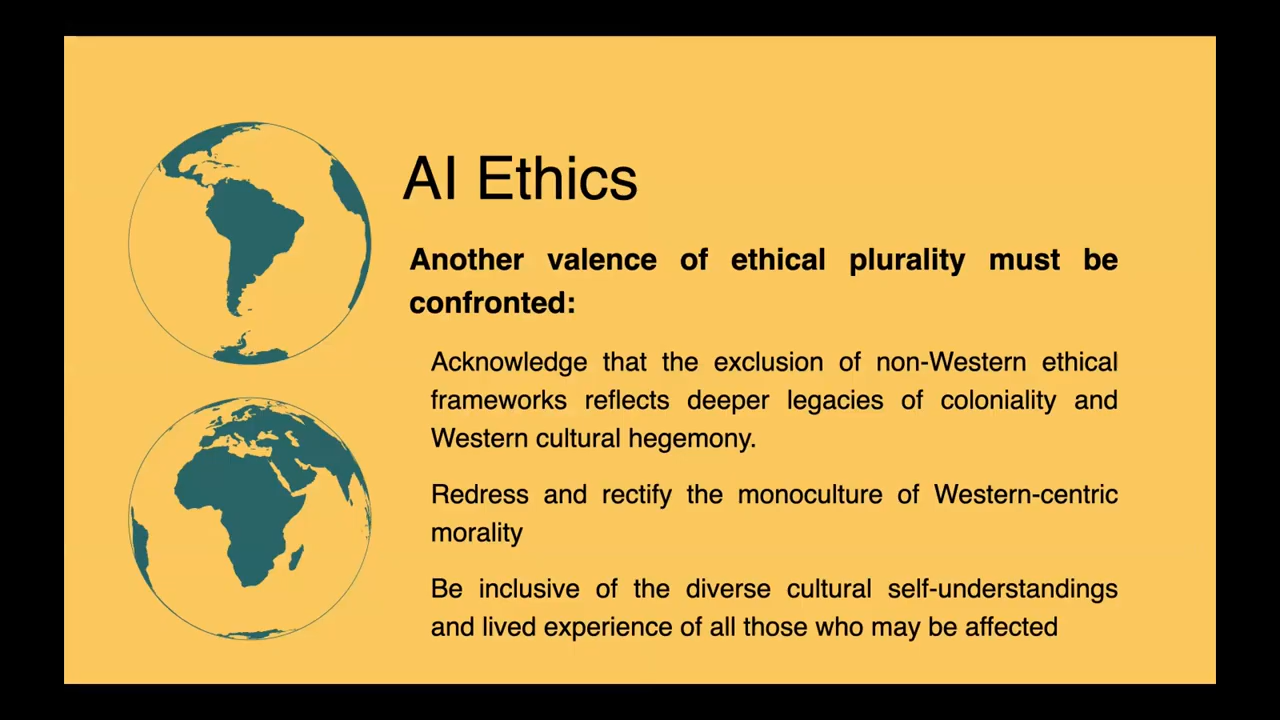 AI Ethics
Another valence of ethical plurality must be
confronted:
Acknowledge that the exclusion of non-Western ethical
frameworks reflects deeper legacies of coloniality and
Western cultural hegemony.
Redress and rectify the monoculture of Western-centric
morality
Be inclusive of the diverse cultural self-understandings
and lived experience of all those who may be affected